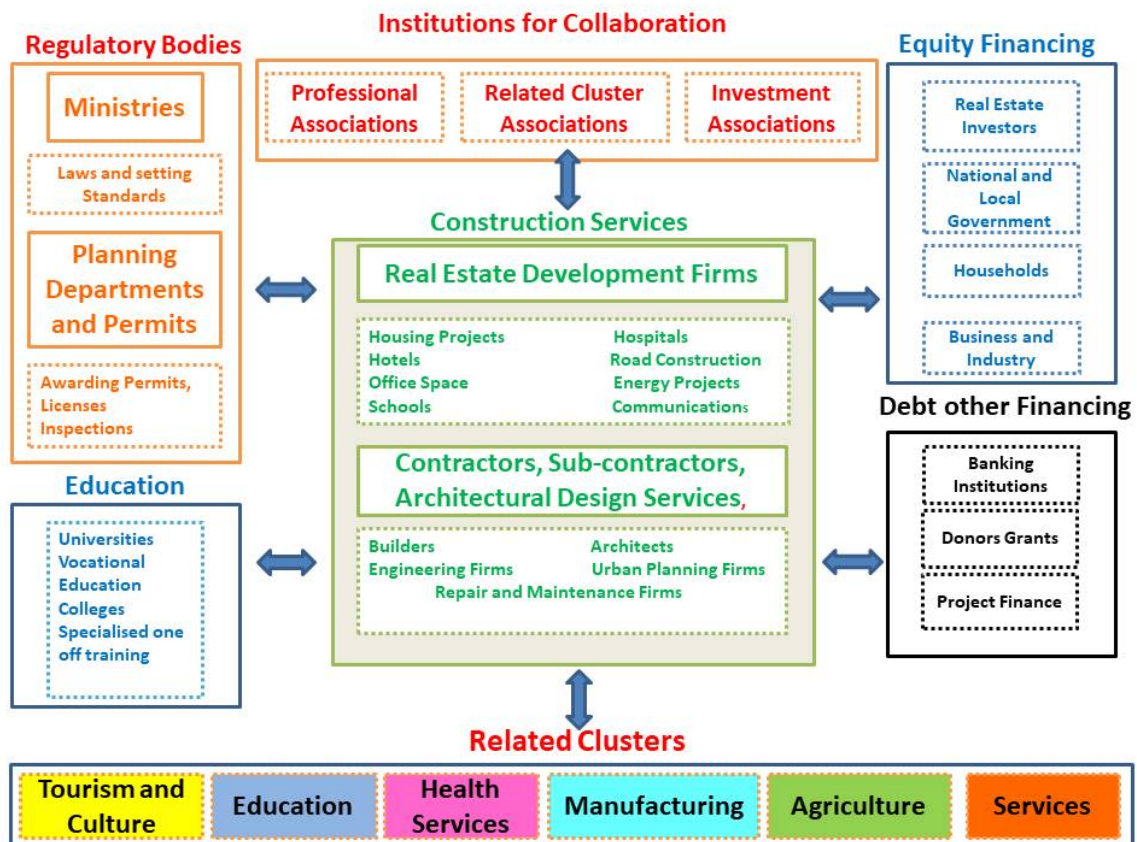 Institutions for Collaboration
Professional
Associations
Related Cluster
Associations
Investment
Associations
Regulatory Bodies
Ministries
Laws and setting
Standards
Planning
Departments
and Permits
Awarding Permits,
Licenses
Inspections
Education
Universities
Vocational
Education
Colleges
Specialised one
off training
Construction Services
Real Estate Development Firms
Housing Projects
Hotels
Office Space
Schools
Hospitals
Road Construction
Energy Projects
Communications
Contractors, Sub-contractors,
Architectural Design Services,
Builders
Architects
Engineering Firms
Urban Planning Firms
Repair and Maintenance Firms
Equity Financing
Real Estate
Investors
National and
Local
Government
Households
Business and
Industry
Debt other Financing
Banking
Institutions
Donors Grants
Project Finance
Related Clusters
Tourism and
Culture
Education
Health
Services
Manufacturing
Agriculture
Services